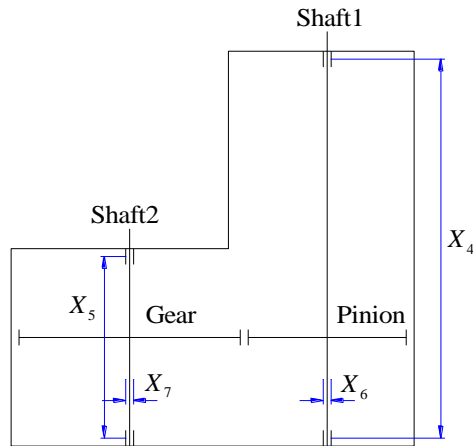 Shaft1
Shaft2
X₄
X₅
Gear
Pinion
X₇
X₆